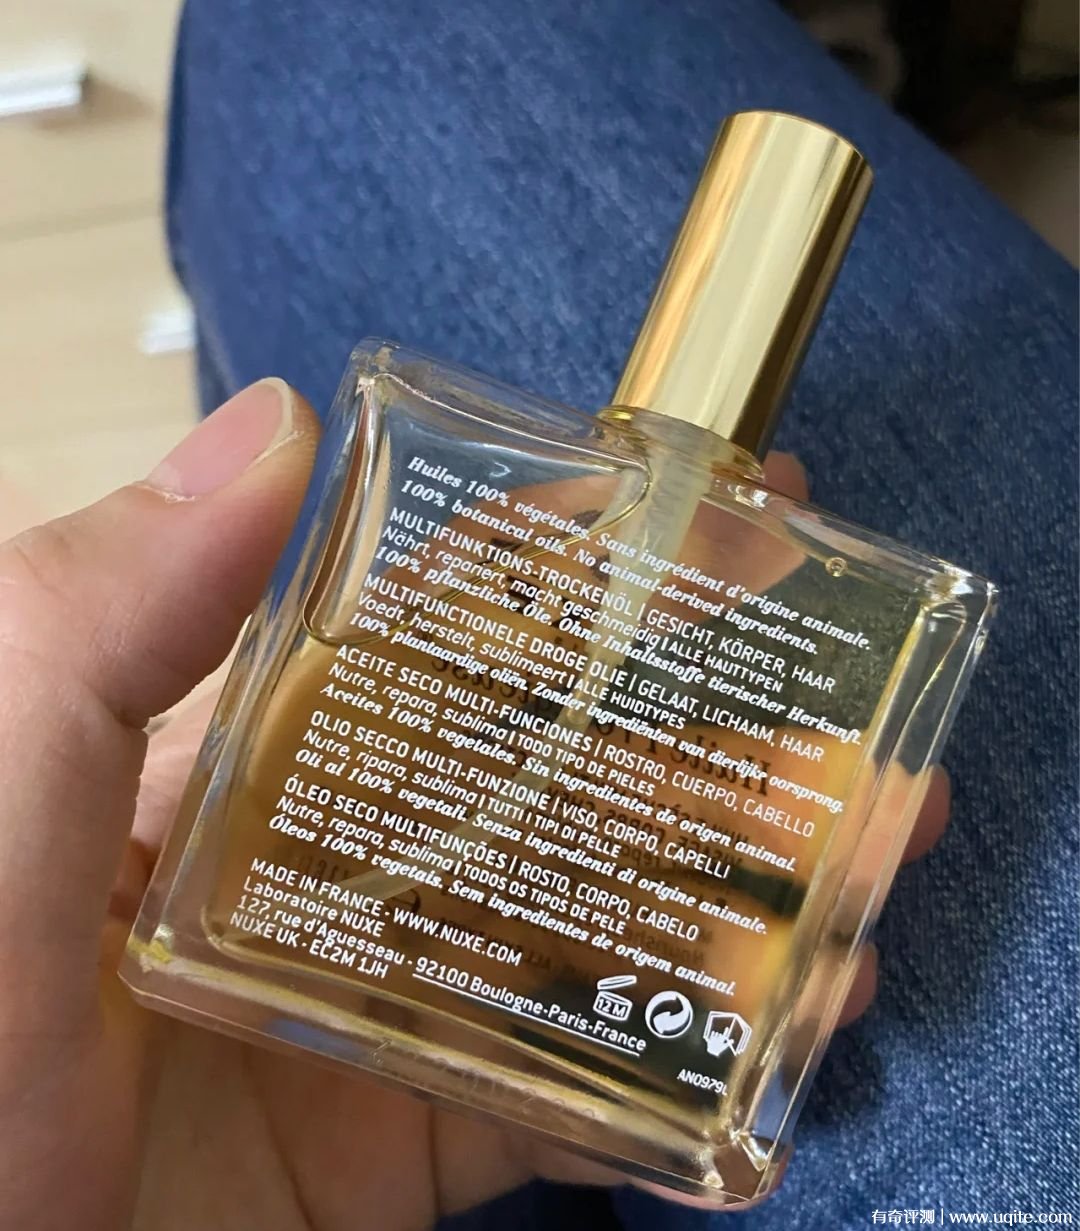 Huiles 100% végétales. Sans ingrédient d'origine animale.
100% botanical oils. No animal-derived ingredients.
MULTIFUNKTIONS-TROCKENÖL | GESICHT, KÖRPER, HAAR
Nährt, repariert, macht geschmeidig | ALLE HAUTTYPEN
100% pflanzliche Öle. Ohne Inhaltsstoffe tierischer Herkunft.
MULTIFUNCTIONELE DROGE OLIE | GELAAT, LICHAAM, HAAR
Voedt, herstelt, sublimeert | ALLE HUIDTYPES
100% plantaardige oliën. Zonder ingrediënten van dierlijke oorsprong.
ACEITE SECO MULTI-FUNCIONES | ROSTRO, CUERPO, CABELLO
Nutre, repara, sublima | TODO TIPO DE PIELES
Aceites 100% vegetales. Sin ingredientes de origen animal.
OLIO SECCO MULTI-FUNZIONE | VISO, CORPO, CAPELLI
Nutre, ripara, sublima | TUTTI I TIPI DI PELLE
Oli al 100% vegetali. Senza ingredienti di origine animale.
ÓLEO SECO MULTIFUNÇÕES | ROSTO, CORPO, CABELO
Nutre, repara, sublima | TODOS OS TIPOS DE PELE
Óleos 100% vegetais. Sem ingredientes de origem animal.
MADE IN FRANCE - WWW.NUXE.COM
Laboratoire NUXE
127, rue d'Aguesseau - 92100 Boulogne-Paris-France
NUXE UK - EC2M 1JH
12 M
有奇评测 | www.uqite.com